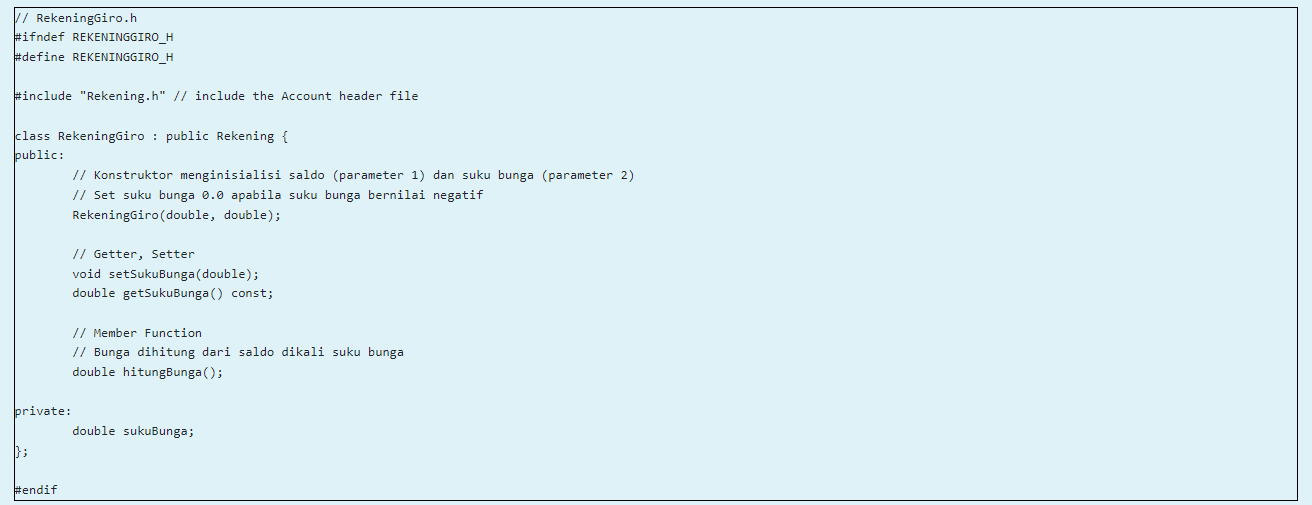 // RekeningGiro.h
#ifndef REKENINGGIRO_H
#define REKENINGGIRO_H
#include "Rekening.h" // include the Account header file
class RekeningGiro : public Rekening {
public:
// Konstruktor menginisialisi saldo (parameter 1) dan suku bunga (parameter 2)
// Set suku bunga 0.0 apabila suku bunga bernilai negatif
RekeningGiro(double, double);
// Getter, Setter
void setSukuBunga(double);
double getSukuBunga() const;
// Member Function
// Bunga dihitung dari saldo dikali suku bunga
double hitungBunga();
private:
double sukuBunga;
};
#endif